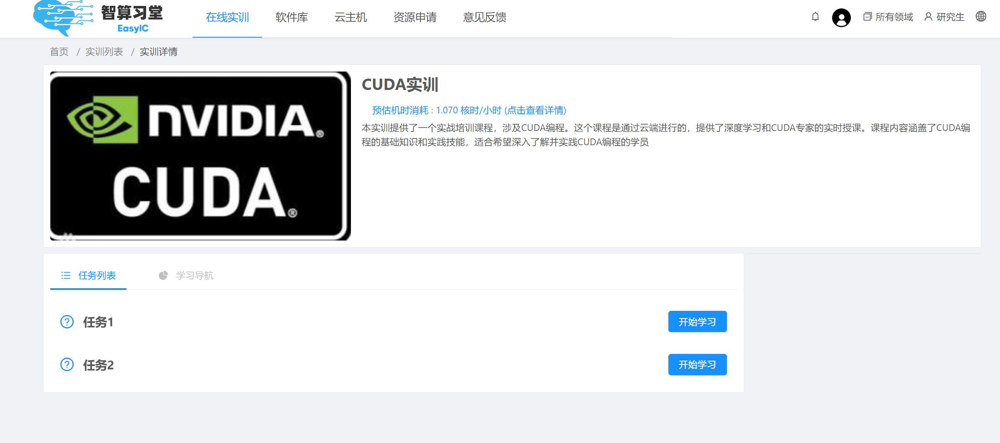 智算习堂
EasyIC
在线实训 软件库 云主机 资源申请 意见反馈 所有领域 研究生
首页 / 实训列表 / 实训详情
nVIDIA®
CUDA®
CUDA实训
预估机时消耗 : 1.070 核时/小时 (点击查看详情)
本实训提供了一个实战培训课程，涉及CUDA编程。这个课程是通过云端进行的，提供了深度学习和CUDA专家的实时授课。课程内容涵盖了CUDA编
程的基础知识和实践技能，适合希望深入了解并实践CUDA编程的学员
任务列表 学习导航
任务1 开始学习
任务2 开始学习